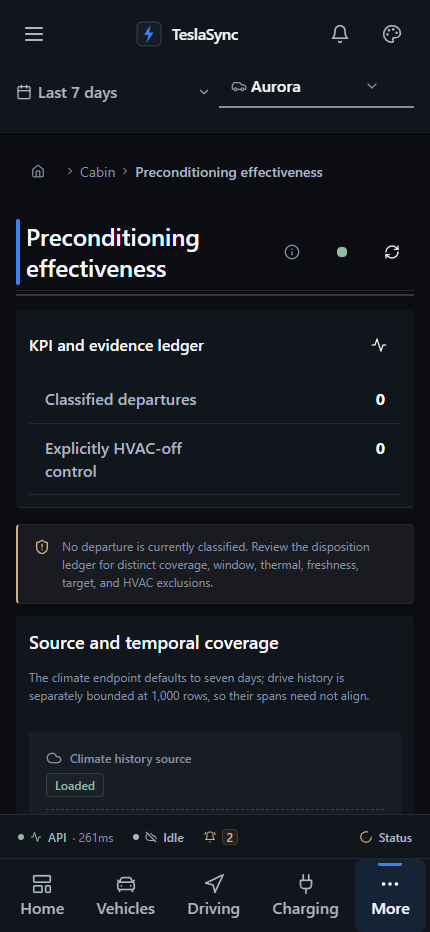 TeslaSync
Last 7 days
Aurora
Cabin
Preconditioning effectiveness
Preconditioning
effectiveness
KPI and evidence ledger
Classified departures 0
Explicitly HVAC-off
control 0
No departure is currently classified. Review the disposition
ledger for distinct coverage, window, thermal, freshness,
target, and HVAC exclusions.
Source and temporal coverage
The climate endpoint defaults to seven days; drive history is
separately bounded at 1,000 rows, so their spans need not align.
Climate history source
Loaded
API · 261ms Idle 2 Status
Home Vehicles Driving Charging More